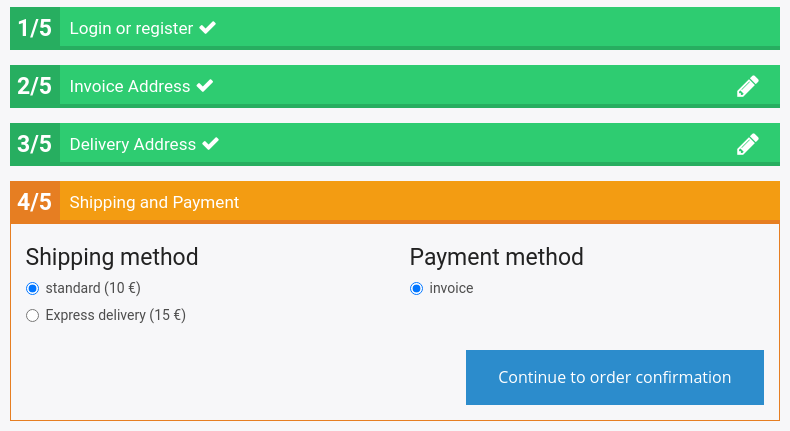 1/5 Login or register
2/5 Invoice Address
3/5 Delivery Address
4/5 Shipping and Payment
Shipping method
standard (10 €)
Express delivery (15 €)
Payment method
invoice
Continue to order confirmation